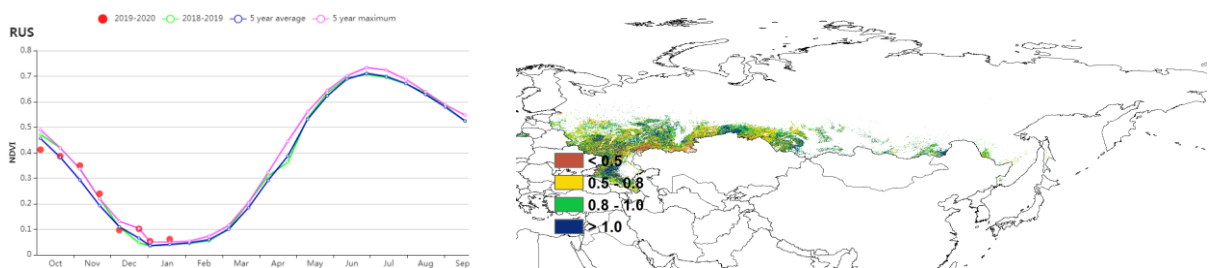 2019-2020 2018-2019 5 year average 5 year maximum
RUS
0.8
0.7
0.6
0.5
0.4
0.3
0.2
0.1
0
NDVI
Oct Nov Dec Jan Feb Mar Apr May Jun Jul Aug Sep
< 0.5
0.5 - 0.8
0.8 - 1.0
> 1.0